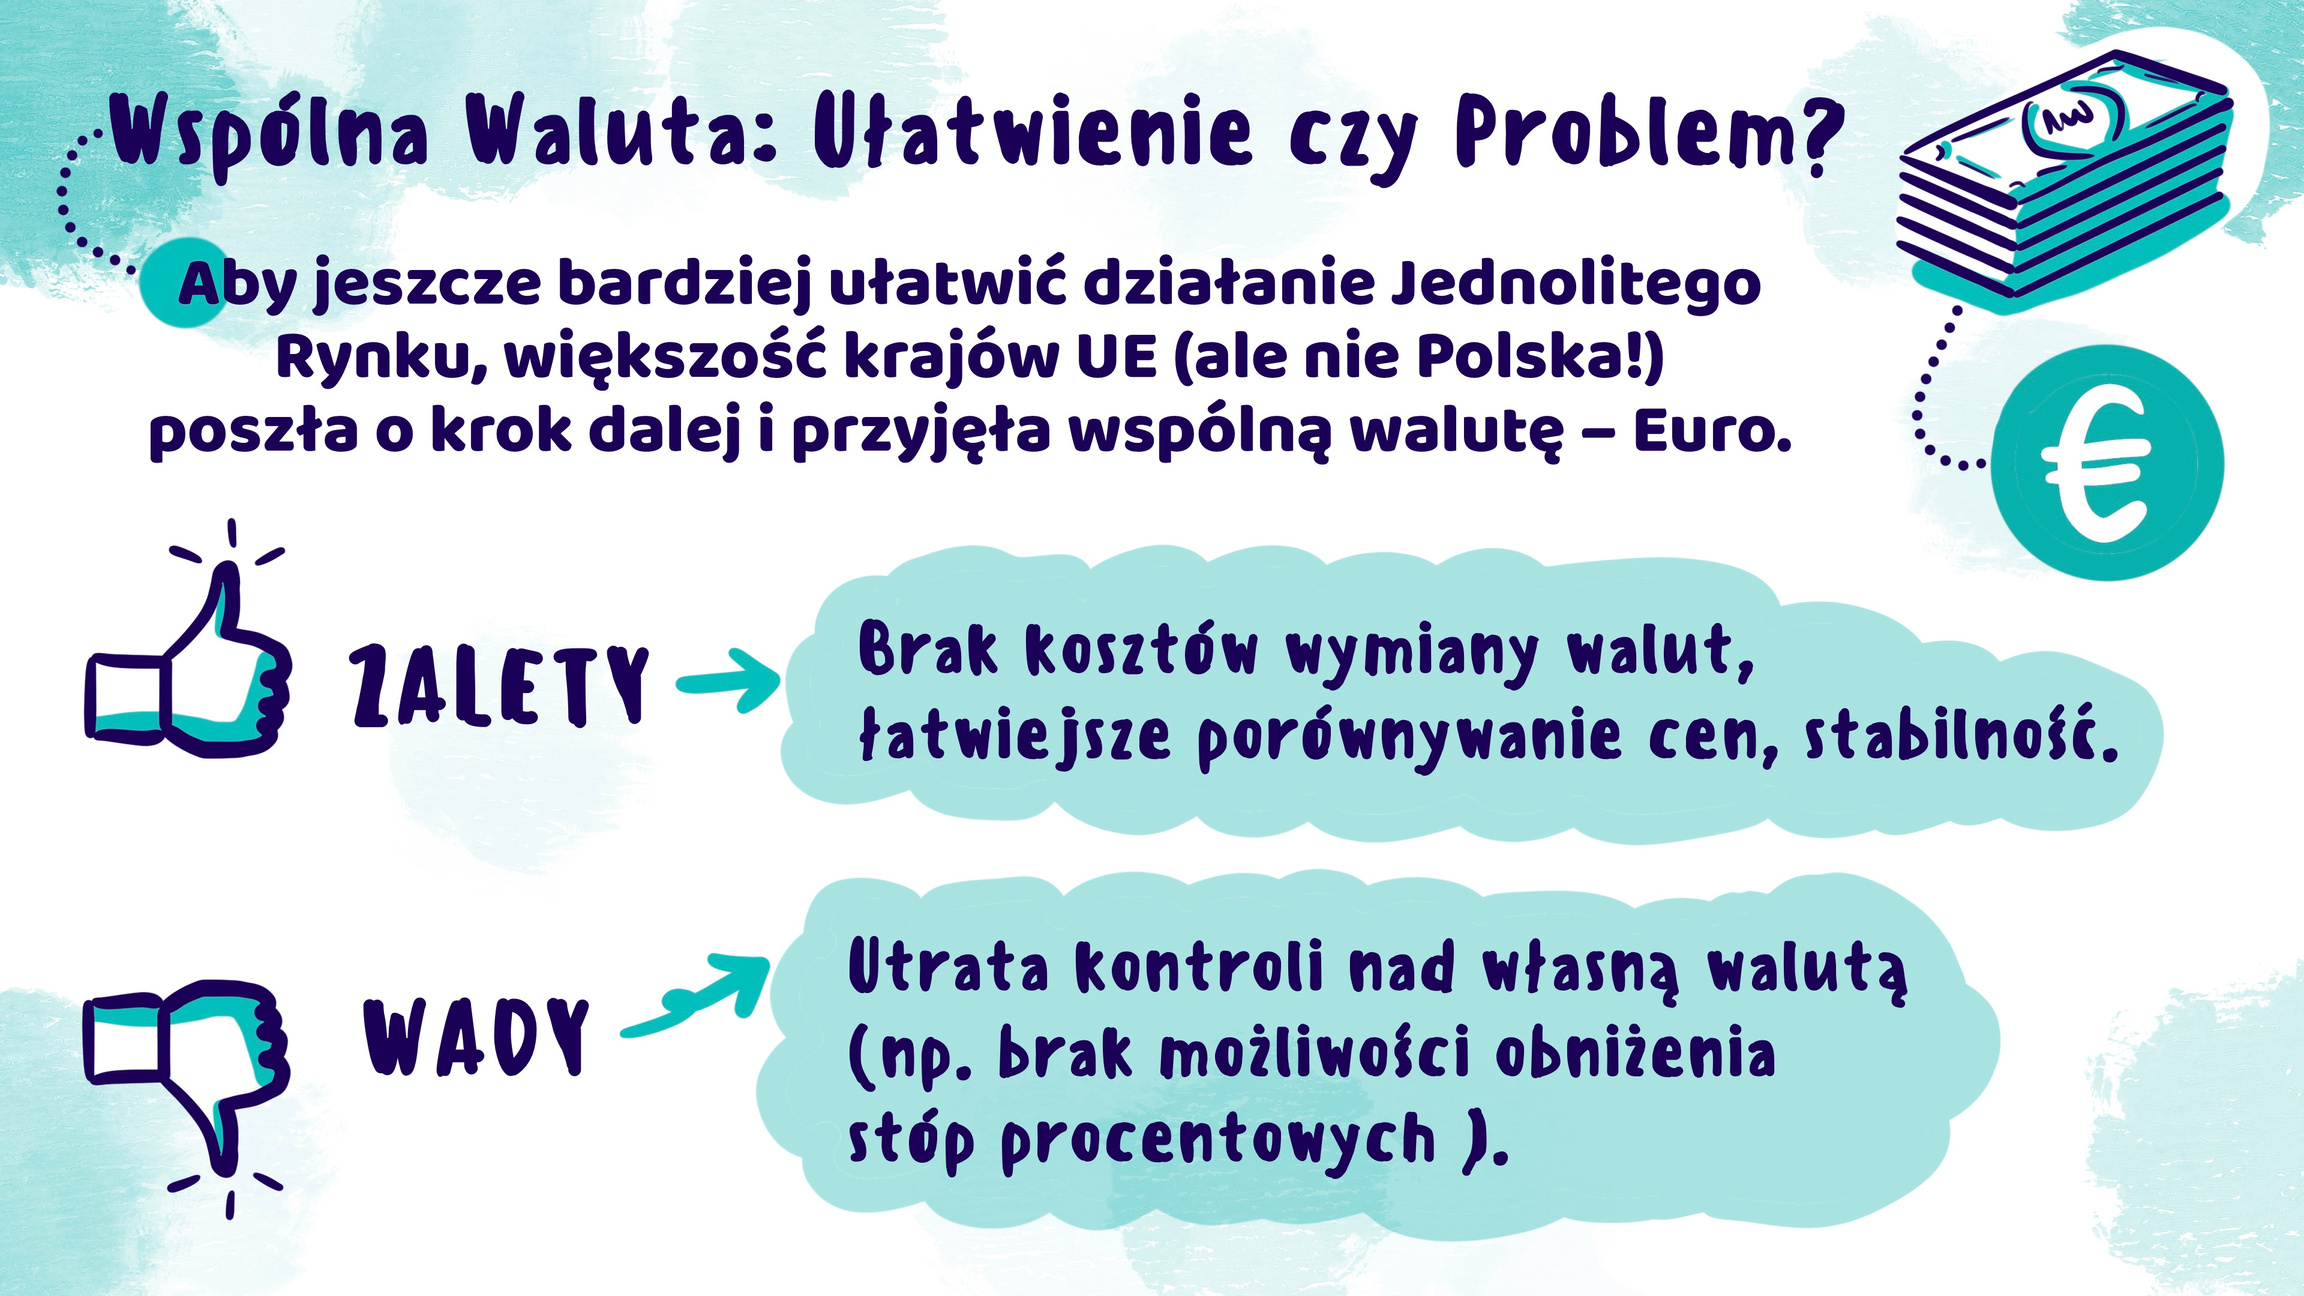 Wspólna Waluta: Ułatwienie czy Problem?
Aby jeszcze bardziej ułatwić działanie Jednolitego
Rynku, większość krajów UE (ale nie Polska!)
poszła o krok dalej i przyjęła wspólną walutę – Euro.
€
ZALETY
Brak kosztów wymiany walut,
łatwiejsze porównywanie cen, stabilność.
WADY
Utrata kontroli nad własną walutą
(np. brak możliwości obniżenia
stóp procentowych ).